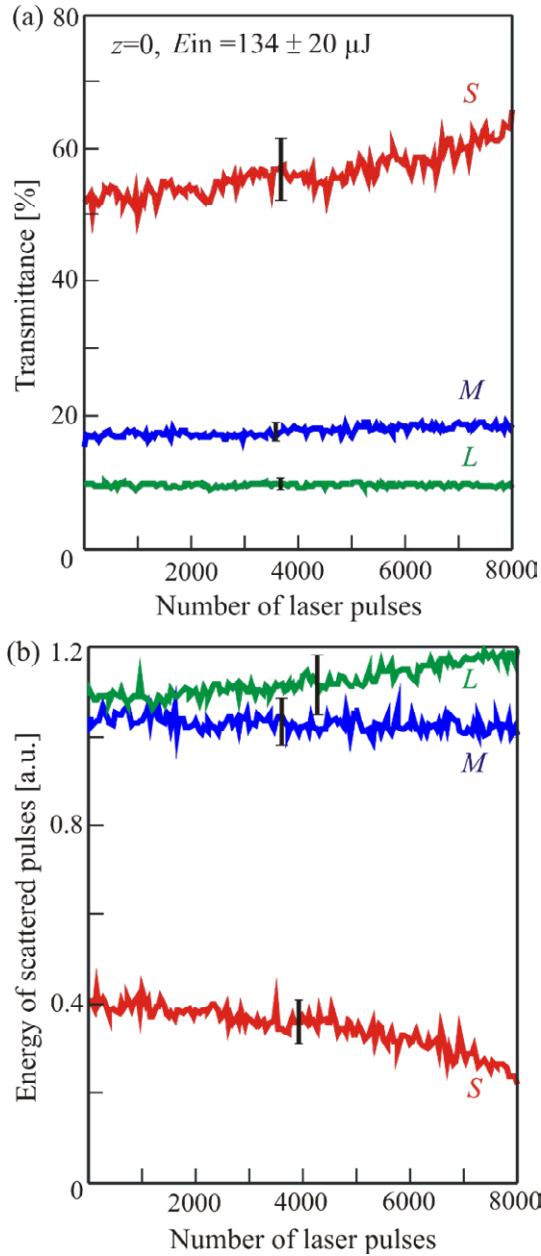 (a)
80
z=0, Ein =134 ± 20 μJ
S
60
Transmittance [%]
40
M
20
L
0
2000 4000 6000 8000
Number of laser pulses
(b)
1.2
L
M
0.8
Energy of scattered pulses [a.u.]
0.4
S
0
2000 4000 6000 8000
Number of laser pulses